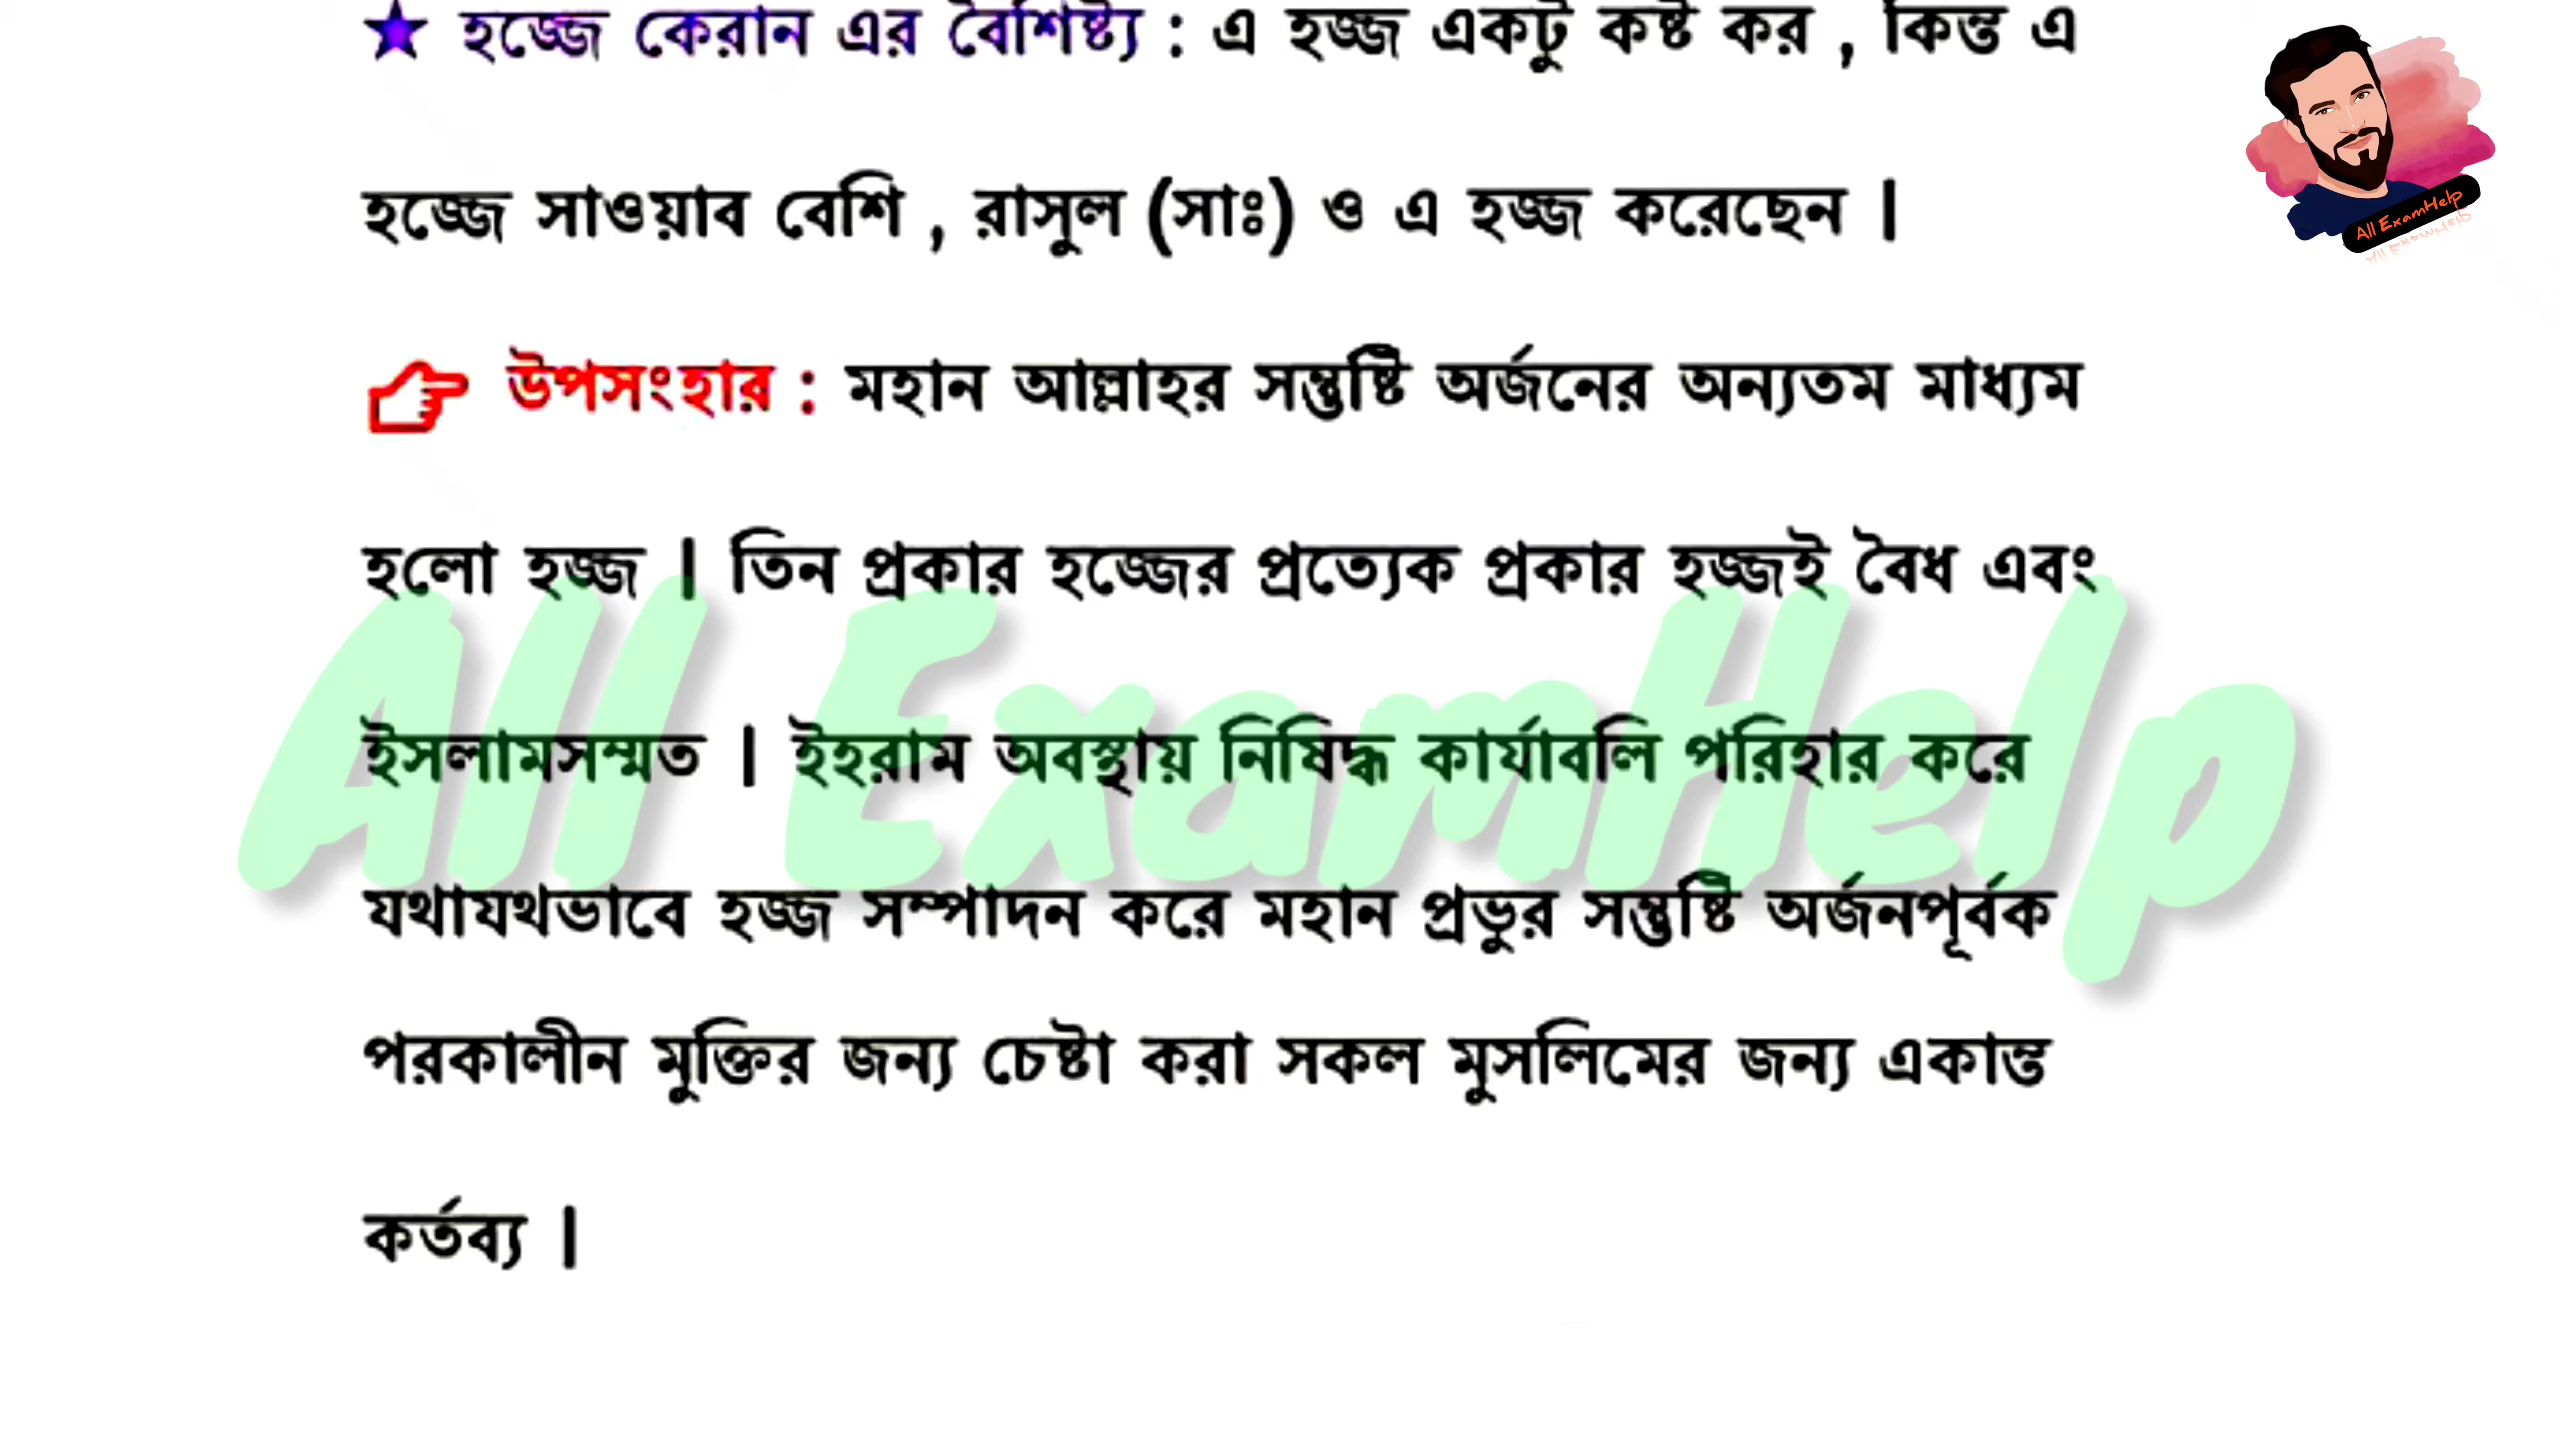 ★ হজ্জে কেরান এর বৈশিষ্ট্য : এ হজ্জ একটু কষ্ট কর , কিন্তু এ
হজ্জে সাওয়াব বেশি , রাসুল (সাঃ) ও এ হজ্জ করেছেন |
উপসংহার : মহান আল্লাহর সন্তুষ্টি অর্জনের অন্যতম মাধ্যম
হলো হজ্জ | তিন প্রকার হজ্জের প্রত্যেক প্রকার হজ্জই বৈধ এবং
ইসলামসম্মত | ইহরাম অবস্থায় নিষিদ্ধ কার্যাবলি পরিহার করে
যথাযথভাবে হজ্জ সম্পাদন করে মহান প্রভুর সন্তুষ্টি অর্জনপূর্বক
পরকালীন মুক্তির জন্য চেষ্টা করা সকল মুসলিমের জন্য একান্ত
কর্তব্য |
All ExamHelp
All ExamHelp